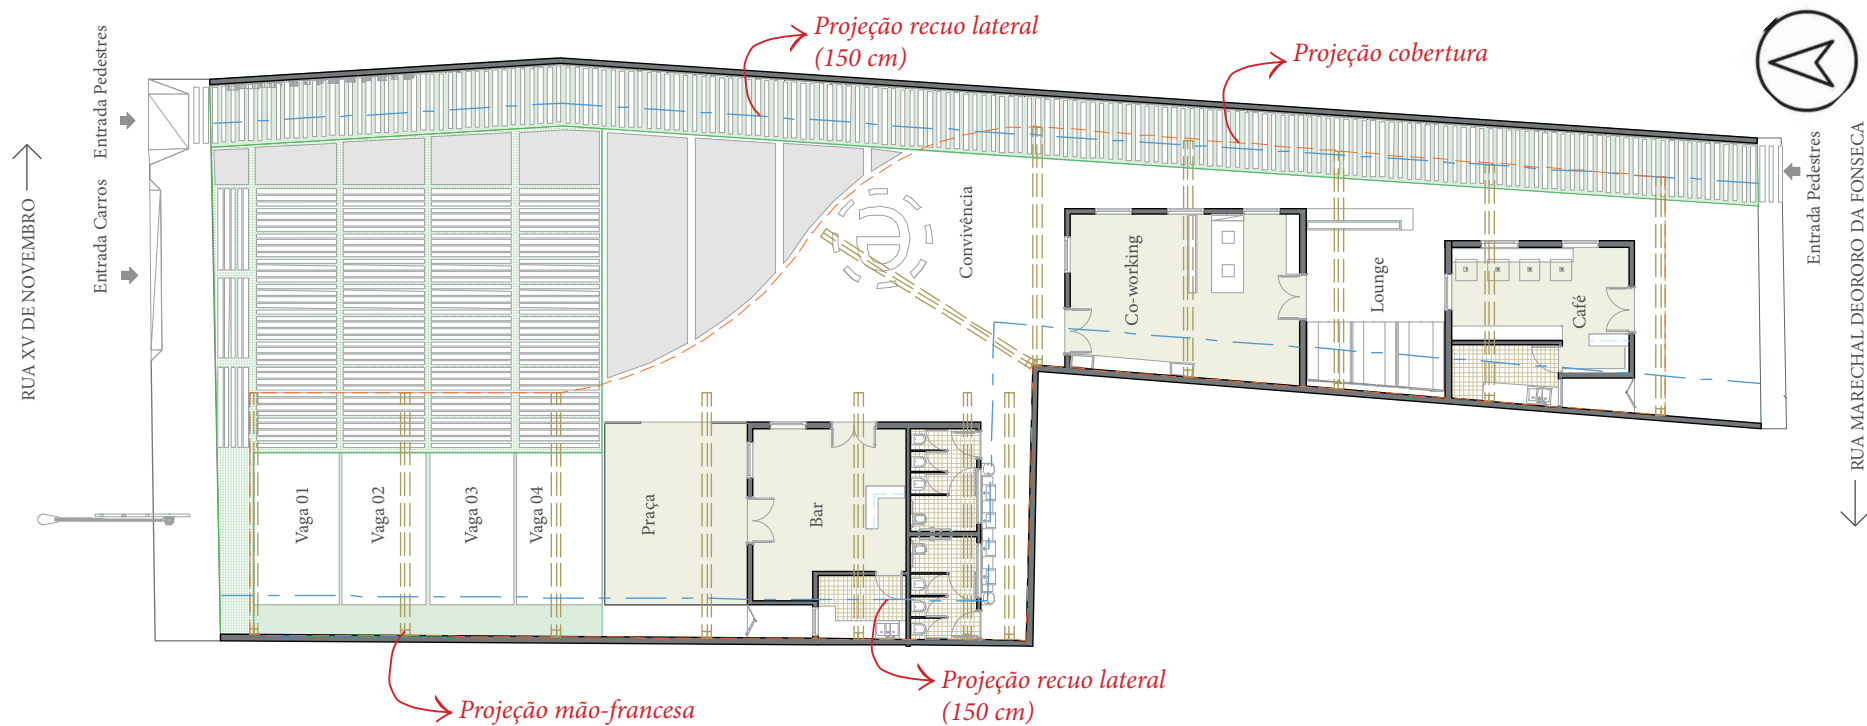 Projeção recuo lateral
(150 cm)
Projeção cobertura
Entrada Pedestres
Entrada Carros
RUA XV DE NOVEMBRO
Convivência
Co-working
Lounge
Café
Entrada Pedestres
RUA MARECHAL DEORORO DA FONSECA
Vaga 01
Vaga 02
Vaga 03
Vaga 04
Praça
Bar
Projeção mão-francesa
Projeção recuo lateral
(150 cm)